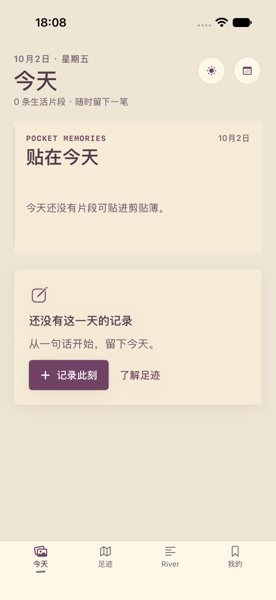 18:08
10月2日 · 星期五
今天
0 条生活片段 · 随时留下一笔
POCKET MEMORIES
10月2日
贴在今天
今天还没有片段可贴进剪贴簿。
还没有这一天的记录
从一句话开始，留下今天。
+ 记录此刻
了解足迹
今天
足迹
River
我的